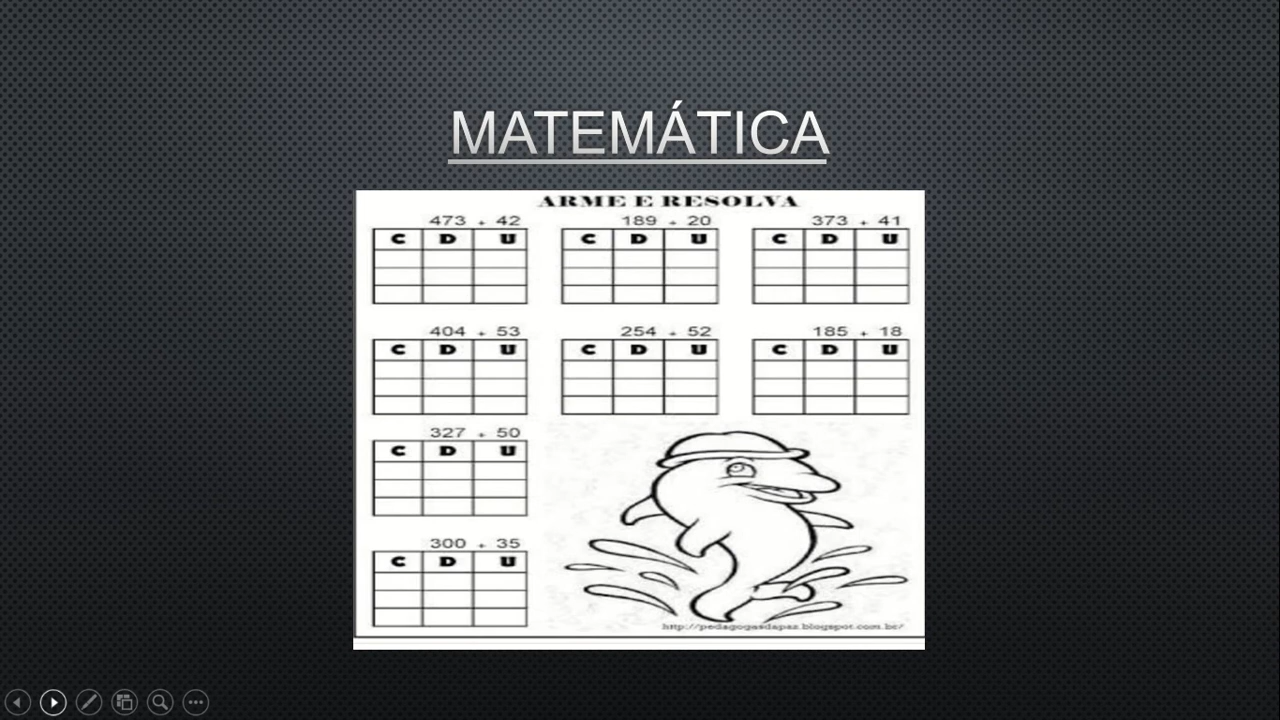 MATEMÁTICA
ARME E RESOLVA
473 + 42
189 + 20
373 + 41
C D U
C D U
C D U
404 + 53
254 + 52
185 + 18
C D U
C D U
C D U
327 + 50
C D U
300 + 35
C D U
http://pedagogasdapaz.blogspot.com.br/